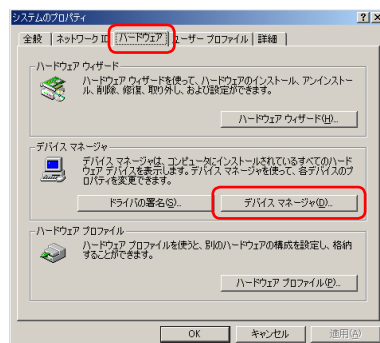 システムのプロパティ
全般 ネットワーク ID ハードウェア ユーザー プロファイル 詳細
ハードウェア ウィザード
ハードウェア ウィザードを使って、ハードウェアのインストール、アンインストー
ル、削除、修復、取り外し、および設定ができます。
ハードウェア ウィザード(H)...
デバイス マネージャ
デバイス マネージャは、コンピュータにインストールされているすべてのハード
ウェア デバイスを表示します。デバイス マネージャを使って、各デバイスのプ
ロパティを変更できます。
ドライバの署名(S)...
デバイス マネージャ(D)...
ハードウェア プロファイル
ハードウェア プロファイルを使うと、別のハードウェアの構成を設定し、格納
することができます。
ハードウェア プロファイル(P)...
OK キャンセル 適用(A)